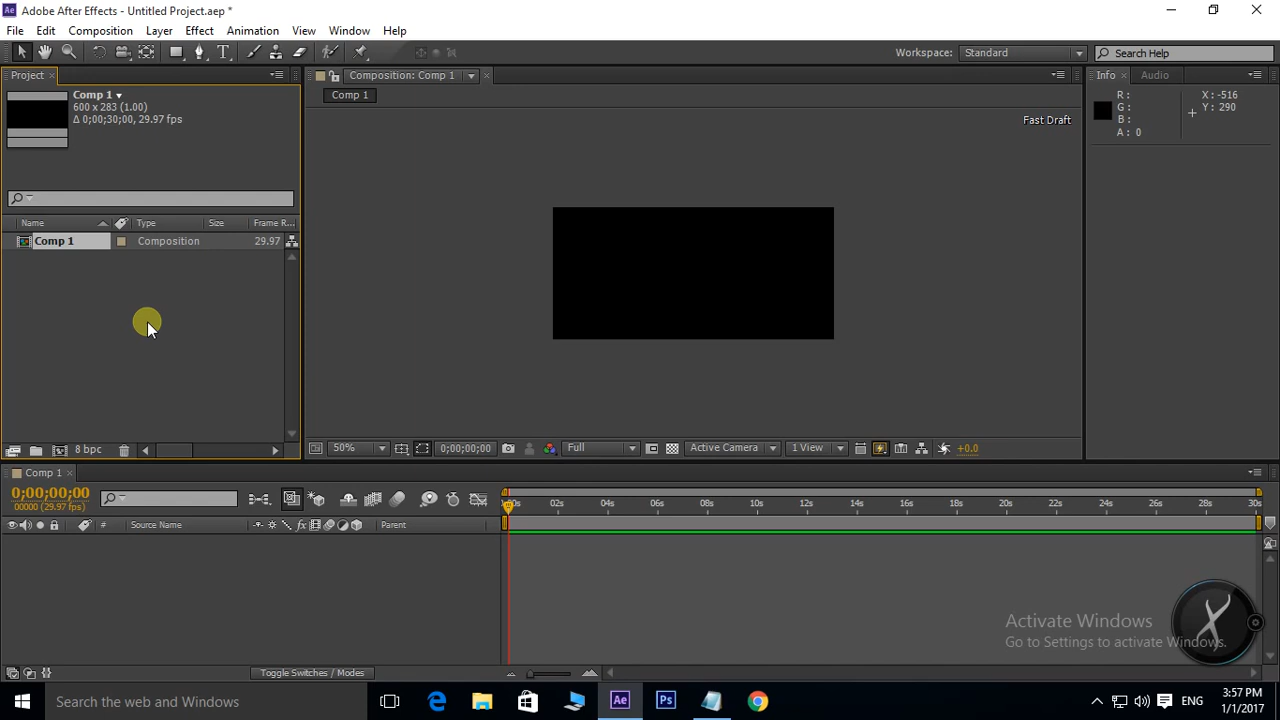 Adobe After Effects - Untitled Project.aep *
File Edit Composition Layer Effect Animation View Window Help
Workspace: Standard Search Help
Project Composition: Comp 1 Info Audio
Comp 1
Comp 1
600 x 283 (1.00)
Δ 0;00;30;00, 29.97 fps
Fast Draft
R :
G :
B :
A : 0
X : -516
Y : 290
Name Type Size Frame R...
Comp 1 Composition 29.97
8 bpc
50% 0;00;00;00 Full Active Camera 1 View +0.0
Comp 1
0;00;00;00
00000 (29.97 fps)
02s 04s 06s 08s 10s 12s 14s 16s 18s 20s 22s 24s 26s 28s 30s
# Source Name Parent
Activate Windows
Go to Settings to activate Windows.
Toggle Switches / Modes
Search the web and Windows
Ae Ps ENG
3:57 PM
1/1/2017